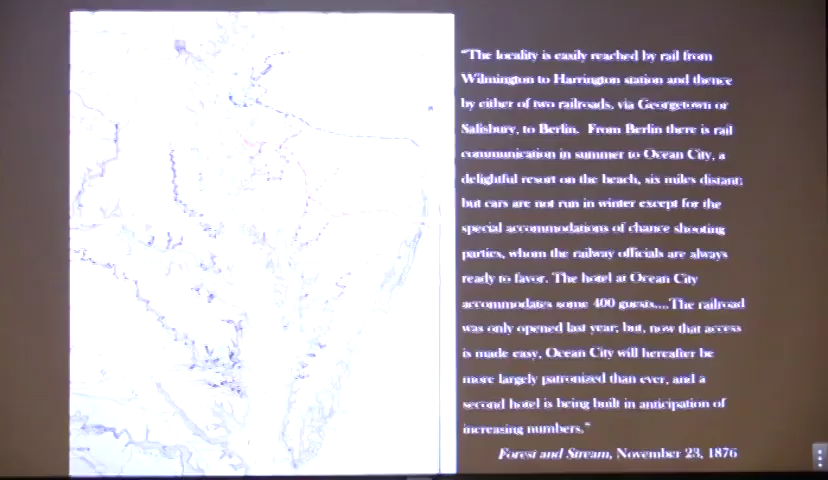 "The locality is easily reached by rail from
Wilmington to Harrington station and thence
by either of two railroads, via Georgetown or
Salisbury, to Berlin. From Berlin there is rail
communication in summer to Ocean City, a
delightful resort on the beach, six miles distant;
but cars are not run in winter except for the
special accommodations of chance shooting
parties, whom the railway officials are always
ready to favor. The hotel at Ocean City
accommodates some 400 guests....The railroad
was only opened last year; but, now that access
is made easy, Ocean City will hereafter be
more largely patronized than ever, and a
second hotel is being built in anticipation of
increasing numbers."
Forest and Stream, November 23, 1876